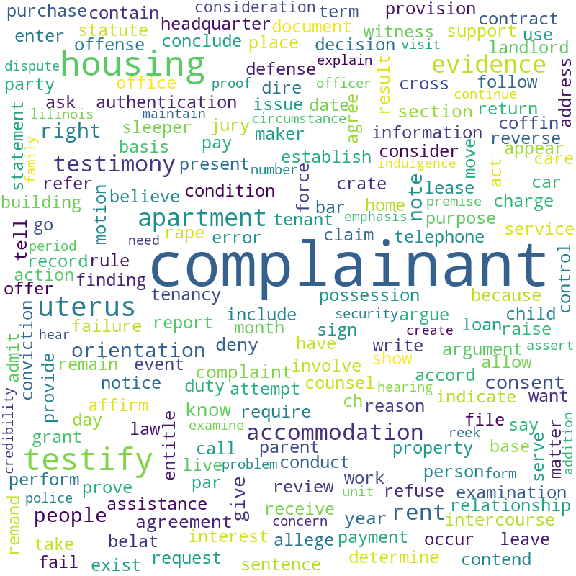 purchase
contain
headquarter
consideration
term
provision
enter
statute
document
witness
support
contract
use
offense
conclude
place
decision
visit
landlord
dispute
housing
defense
explain
evidence
party
office
proof
officer
cross
result
follow
address
continue
ask
authentication
dire
issue
date
agree
section
return
coffin
lilinois
maintain
circumstance
statement
family
right
sleeper
jury
maker
information
reverse
basis
pay
establish
consider
appear
testimony
present
number
indulgence
act
care
refer
condition
force
crate
note
lease
move
car
building
believe
home
motion
apartment
tenant
bar
emphasis
premise
purpose
charge
tell
go
rape
error
claim
telephone
service
period
need
record
rule
action
finding
offer
complainant
control
tenancy
possession
because
uterus
include
security
argue
loan
child
failure
report
month
sign
create
raise
hear
orientation
deny
have
write
argument
assert
admit
conviction
remain
event
involve
show
allow
complaint
counsel
hearing
accord
consent
provide
notice
duty
attempt
ch
reason
indicate
want
credibility
affirm
know
require
examine
file
say
day
law
entitle
accommodation
grant
call
parent
property
base
serve
matter
addition
testify
live
problem
conduct
reek
person
form
perform
par
give
review
work
refuse
examination
police
prove
assistance
receive
unit
relationship
people
agreement
concern
year
rent
intercourse
remand
take
belat
interest
allege
payment
occur
leave
fail
exist
request
sentence
determine
contend